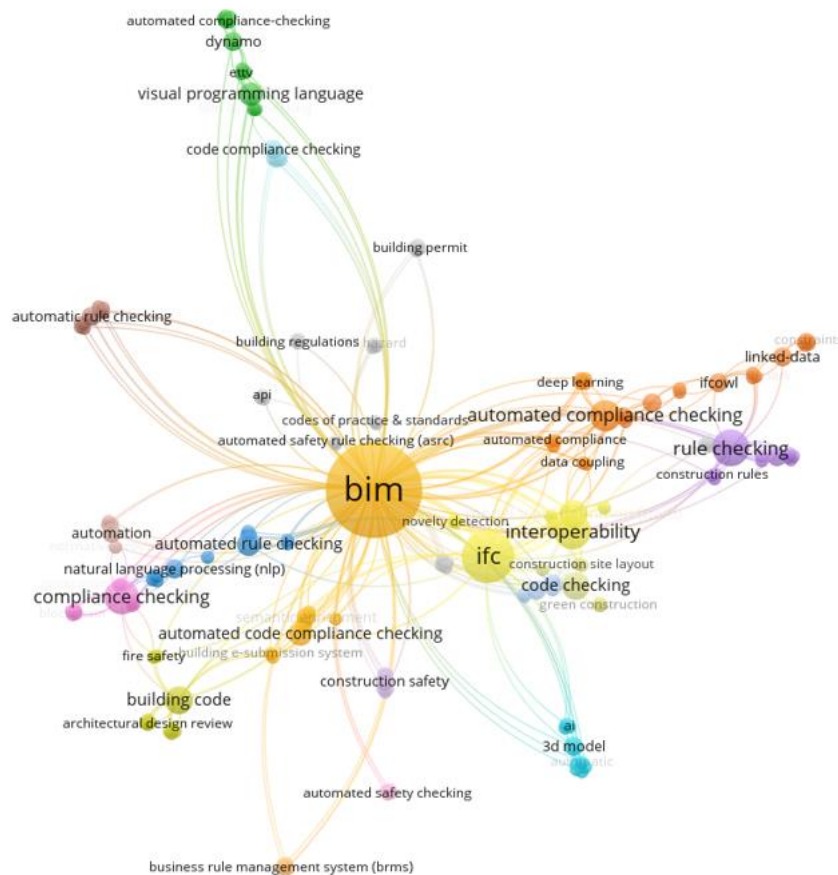 automated compliance-checking
dynamo
ettv
visual programming language
code compliance checking
building permit
automatic rule checking
building regulations
hazard
constraint
linked-data
deep learning
ifcowl
api
codes of practice & standards
automated compliance checking
automated safety rule checking (asrc)
automated compliance
rule checking
data coupling
construction rules
bim
novelty detection
automation
interoperability
automated rule checking
ifc
natural language processing (nlp)
construction site layout
code checking
compliance checking
green construction
automated code compliance checking
building e-submission system
fire safety
construction safety
building code
architectural design review
ai
3d model
automatic
automated safety checking
business rule management system (brms)